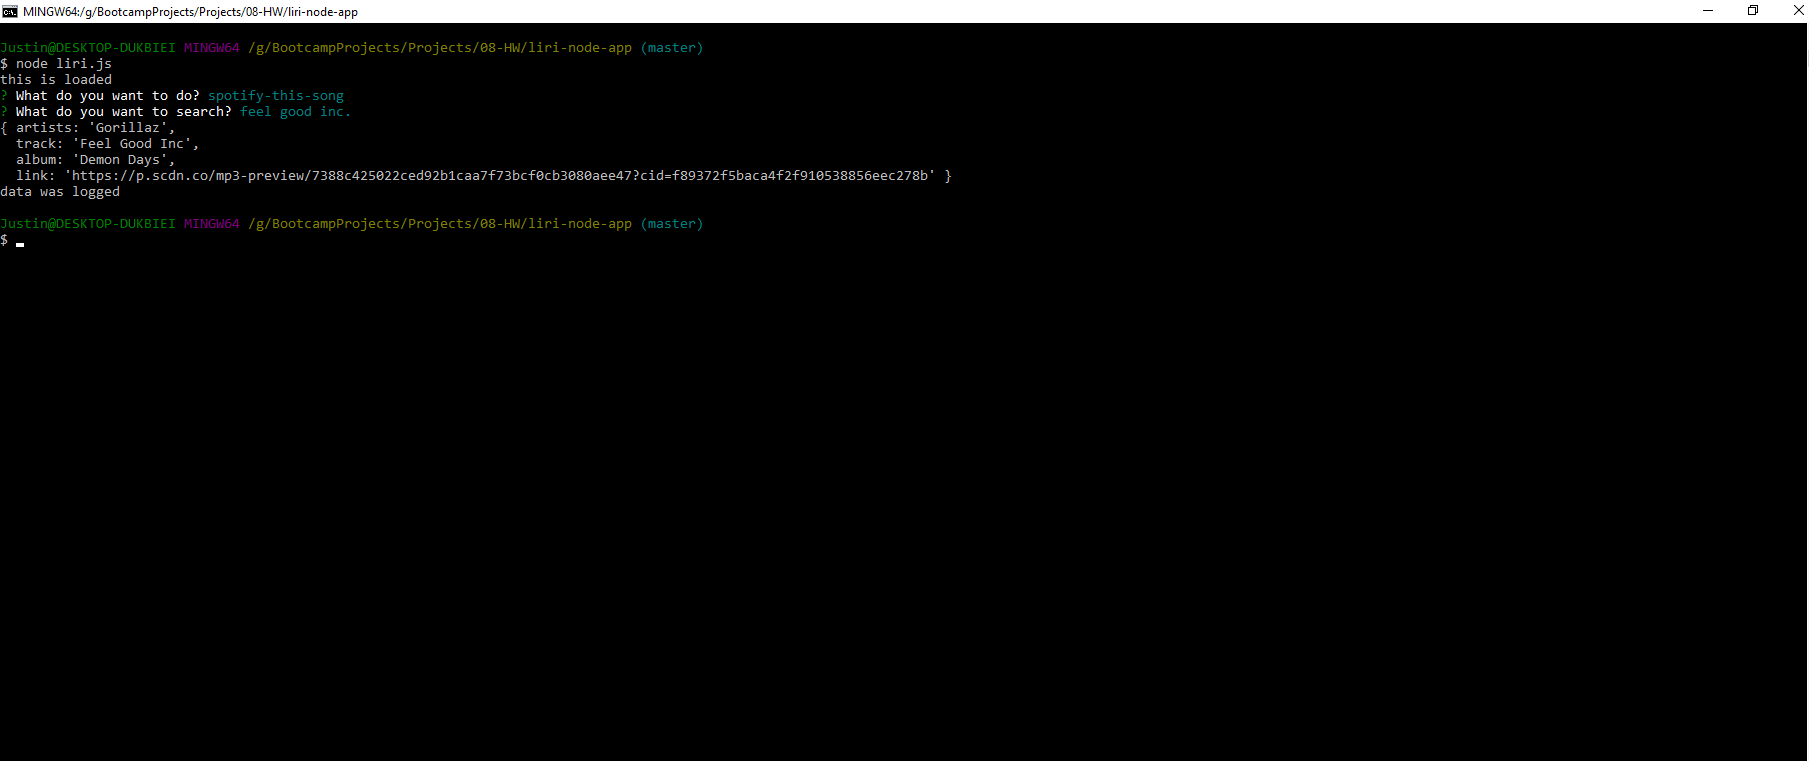 MINGW64:/g/BootcampProjects/Projects/08-HW/liri-node-app
Justin@DESKTOP-DUKBIEI MINGW64 /g/BootcampProjects/Projects/08-HW/liri-node-app (master)
$ node liri.js
this is loaded
? What do you want to do? spotify-this-song
? What do you want to search? feel good inc.
{ artists: 'Gorillaz',
  track: 'Feel Good Inc',
  album: 'Demon Days',
  link: 'https://p.scdn.co/mp3-preview/7388c425022ced92b1caa7f73bcf0cb3080aee47?cid=f89372f5baca4f2f910538856eec278b' }
data was logged
Justin@DESKTOP-DUKBIEI MINGW64 /g/BootcampProjects/Projects/08-HW/liri-node-app (master)
$